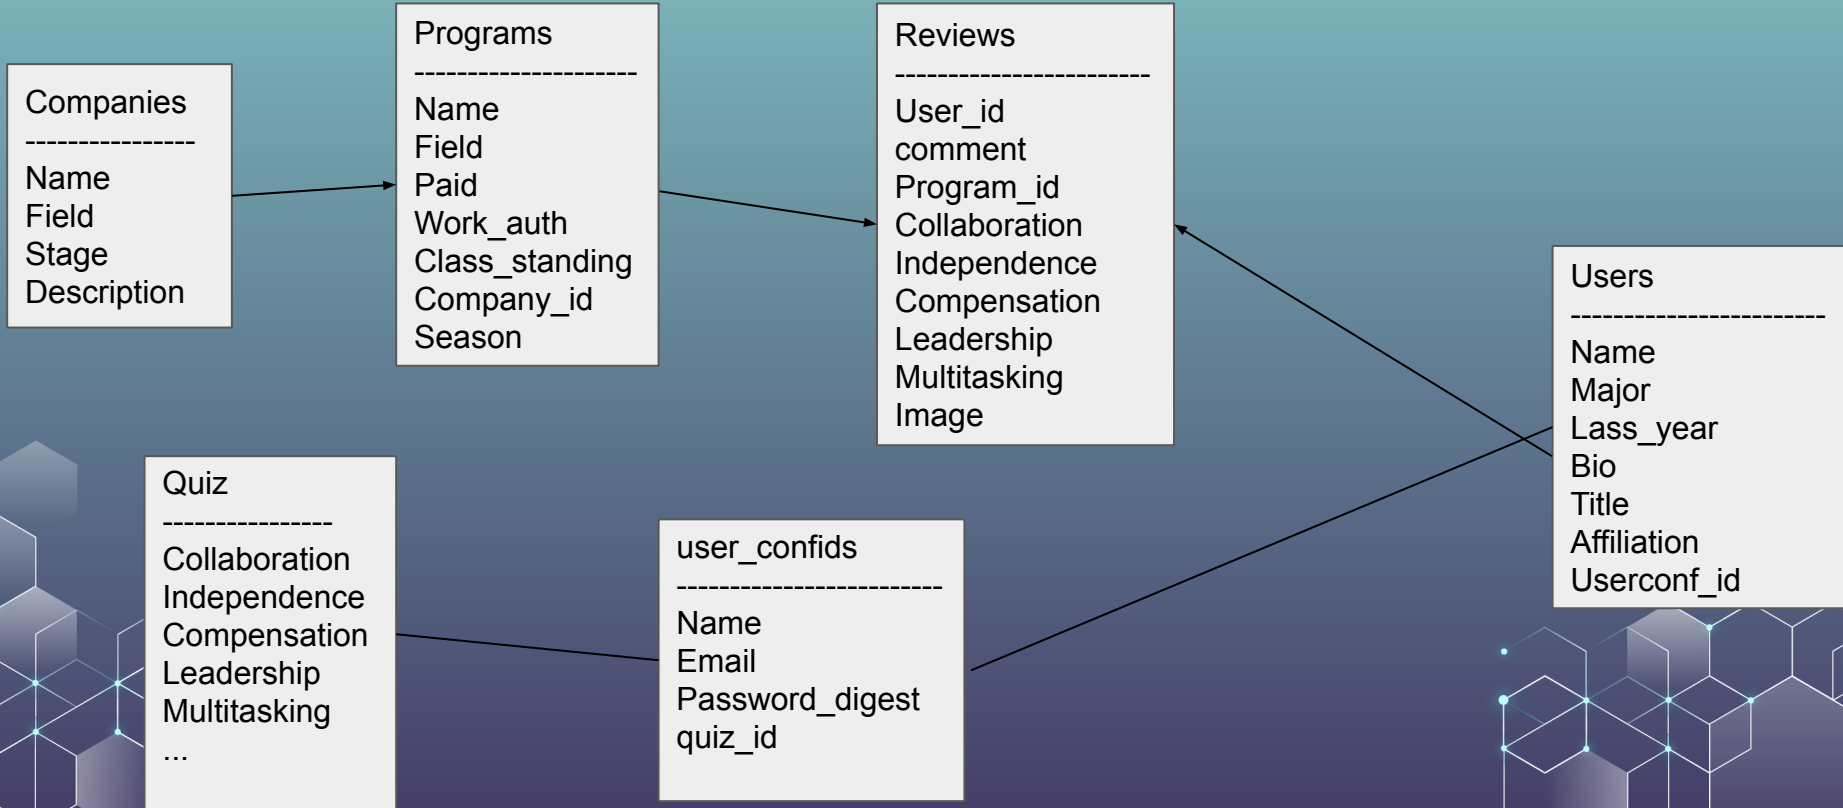 Companies
----------------
Name
Field
Stage
Description
Programs
---------------------
Name
Field
Paid
Work_auth
Class_standing
Company_id
Season
Reviews
------------------------
User_id
comment
Program_id
Collaboration
Independence
Compensation
Leadership
Multitasking
Image
Users
------------------------
Name
Major
Lass_year
Bio
Title
Affiliation
Userconf_id
Quiz
----------------
Collaboration
Independence
Compensation
Leadership
Multitasking
...
user_confids
-------------------------
Name
Email
Password_digest
quiz_id